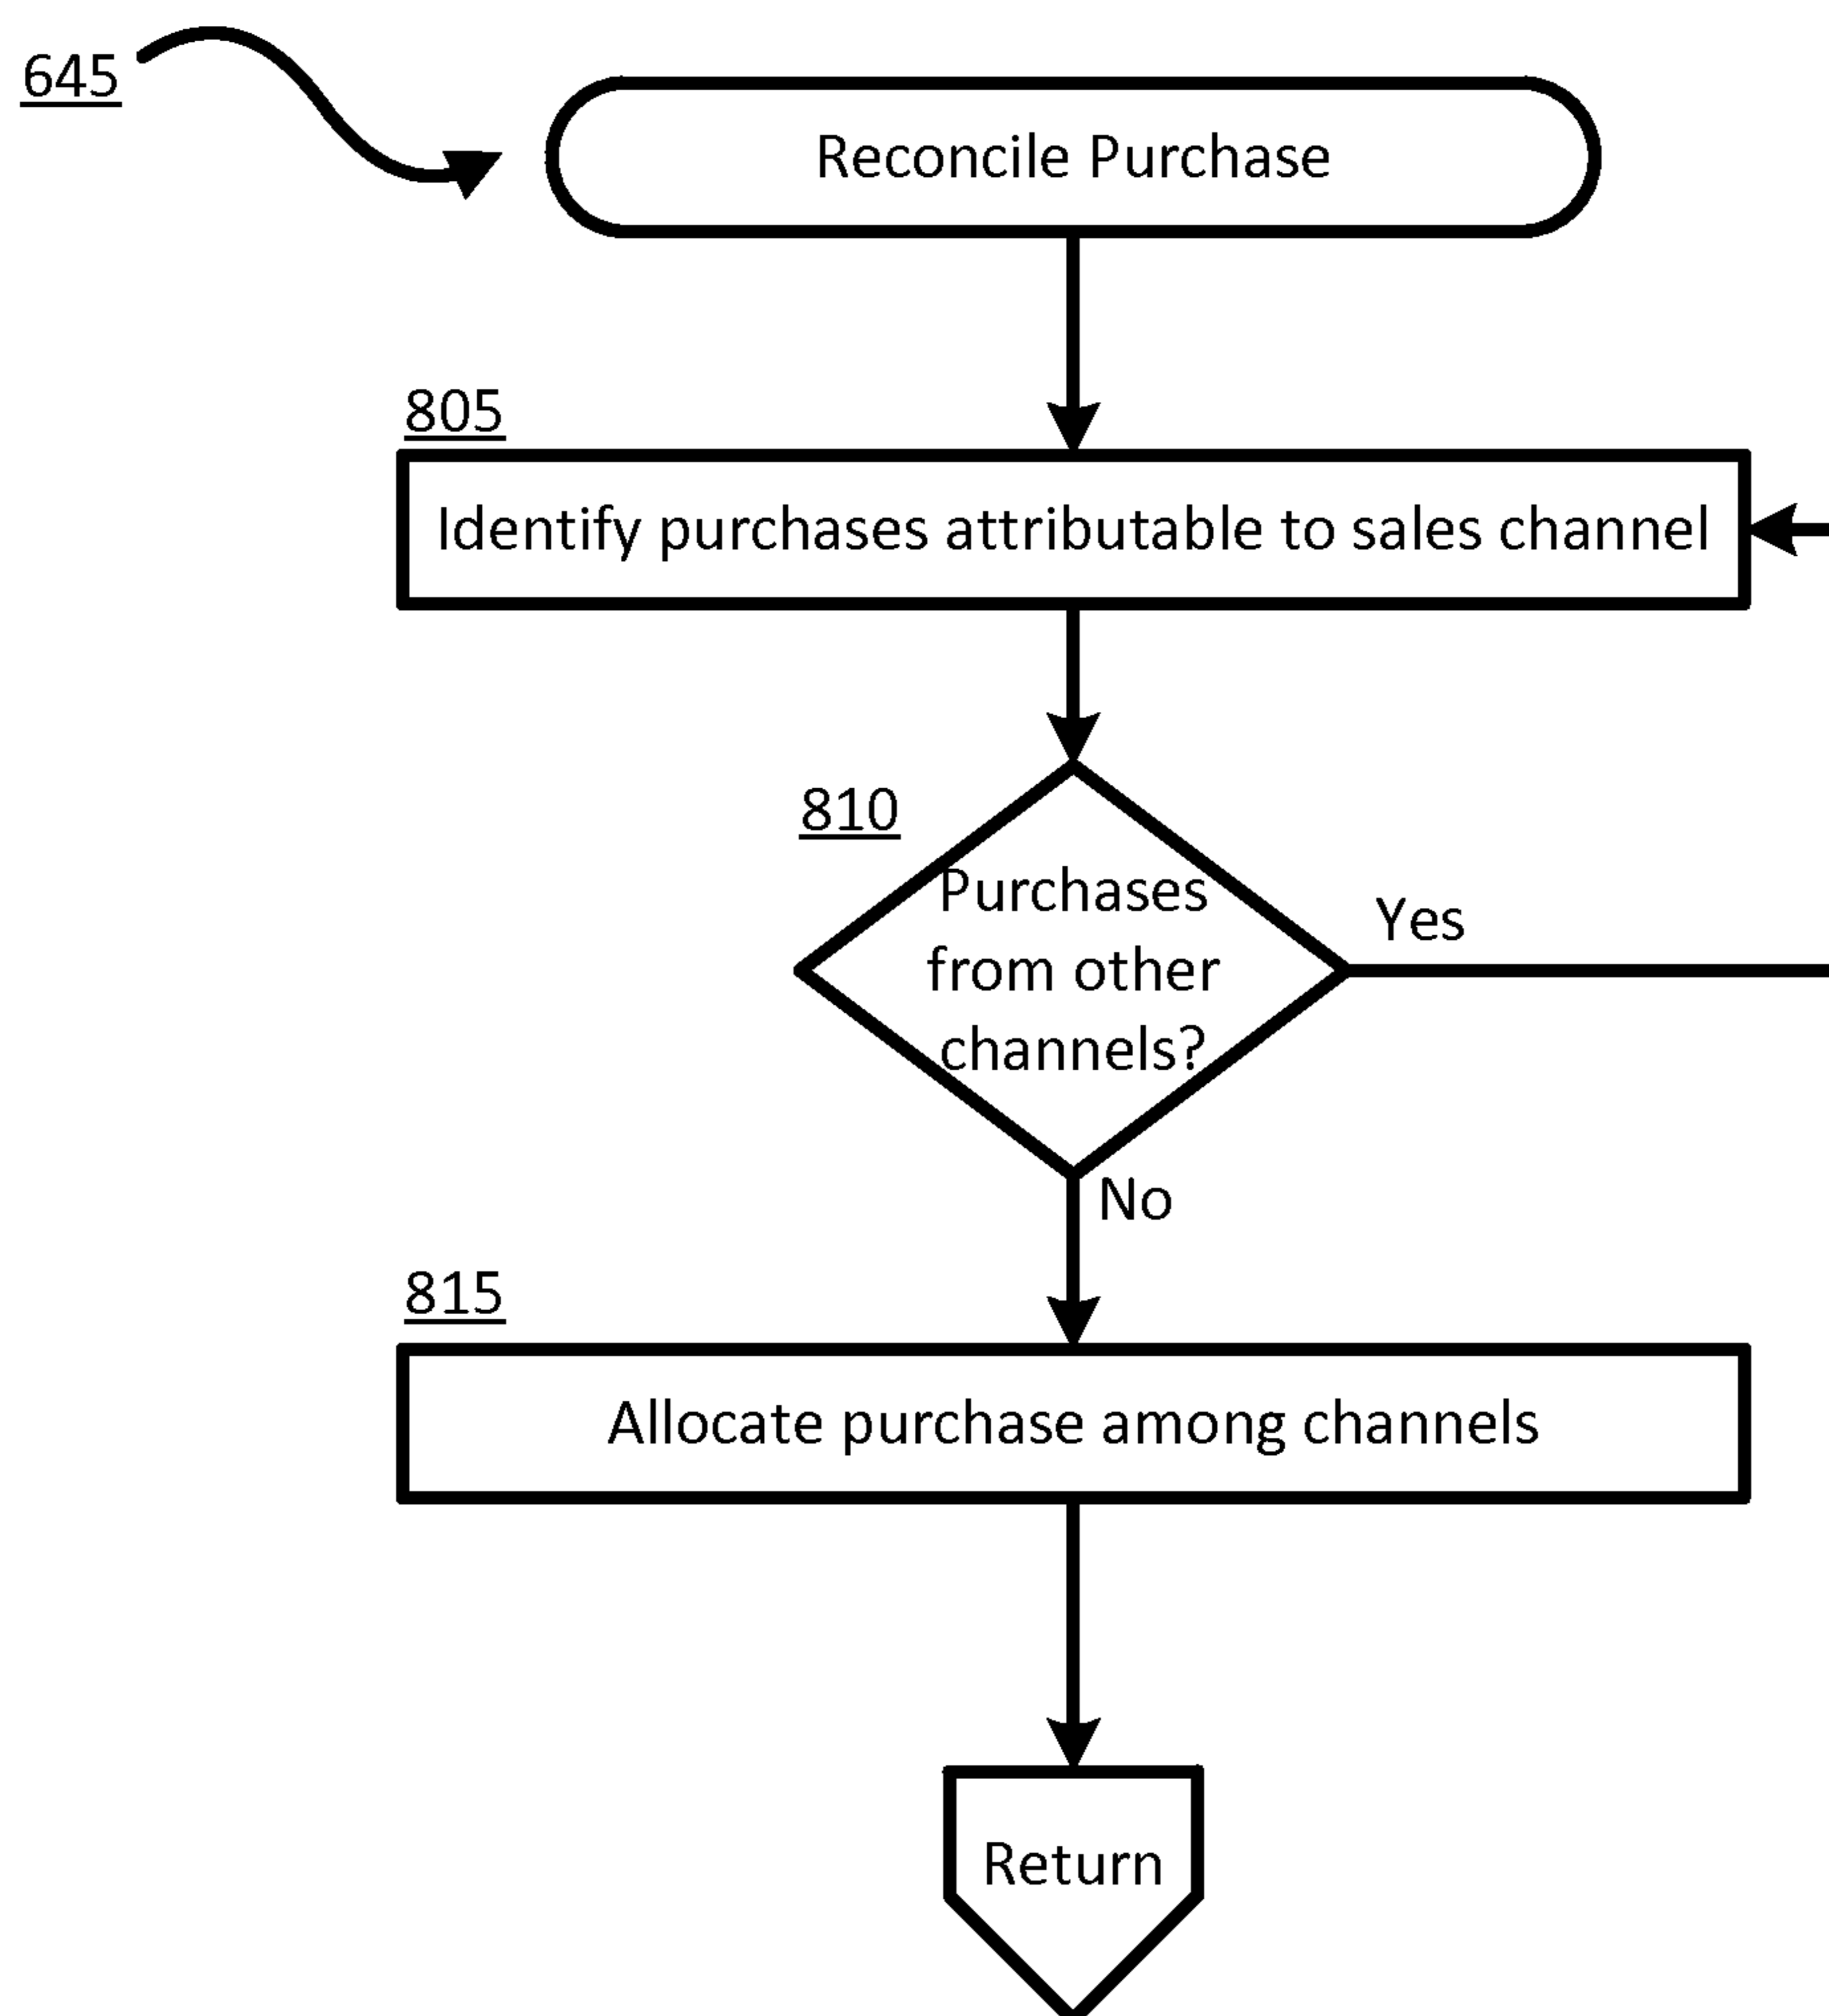 645
Reconcile Purchase
805
Identify purchases attributable to sales channel
810
Purchases
from other
channels?
Yes
No
815
Allocate purchase among channels
Return